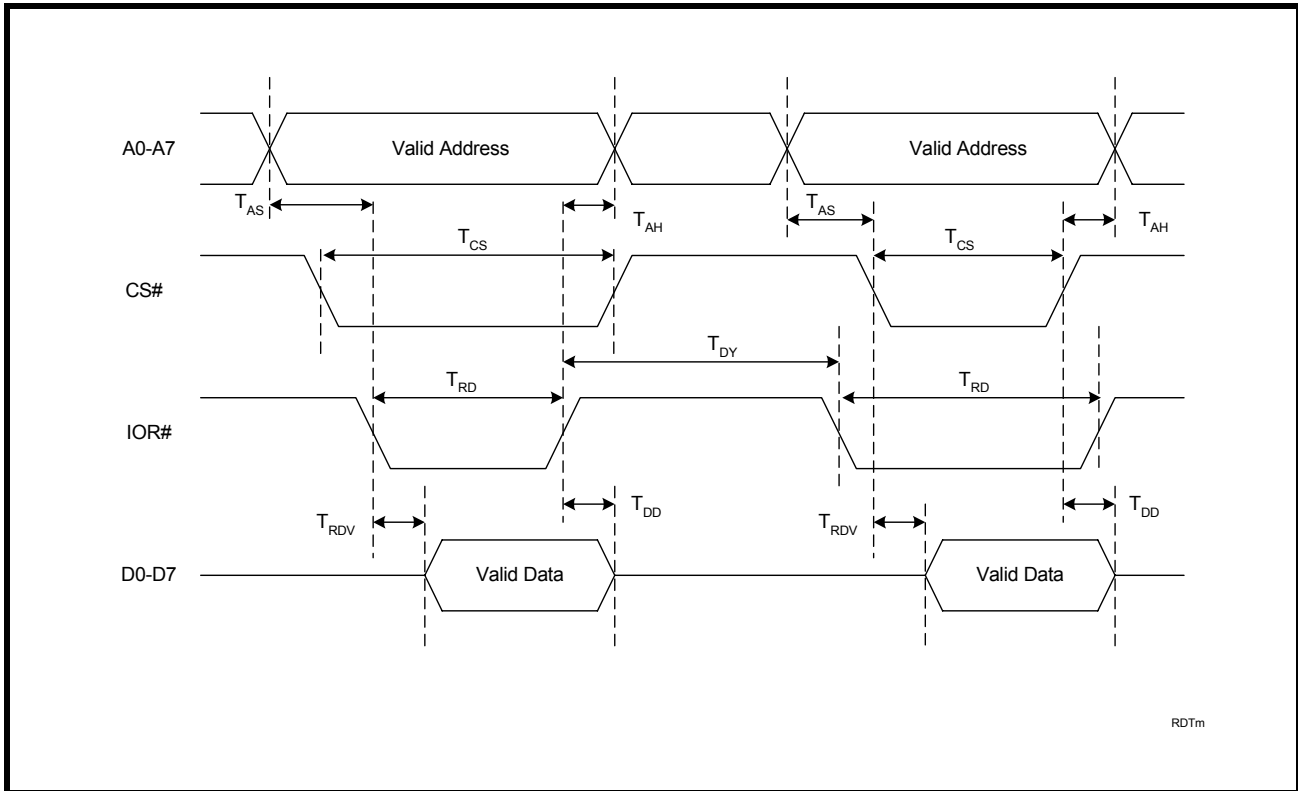 A0-A7
Valid Address
Valid Address
TAS
TAH
TAS
TAH
TCS
TCS
CS#
TDY
TRD
TRD
IOR#
TRDV
TDD
TRDV
TDD
D0-D7
Valid Data
Valid Data
RDTm